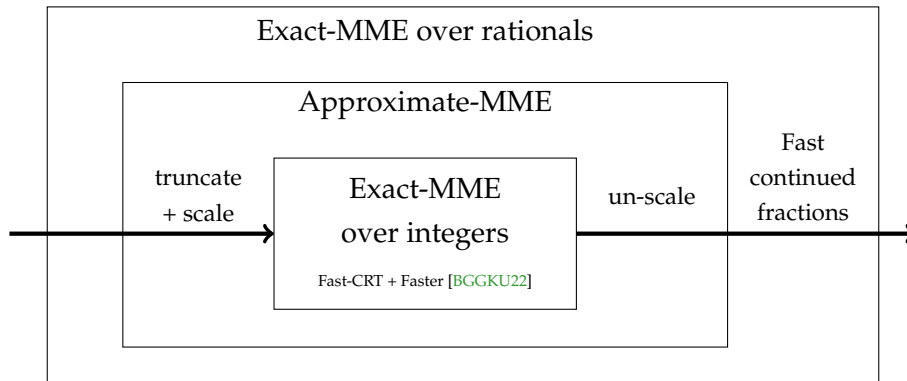 Exact-MME over rationals
Approximate-MME
truncate
+ scale
Exact-MME
over integers
Fast-CRT + Faster [BGGKU22]
un-scale
Fast
continued
fractions